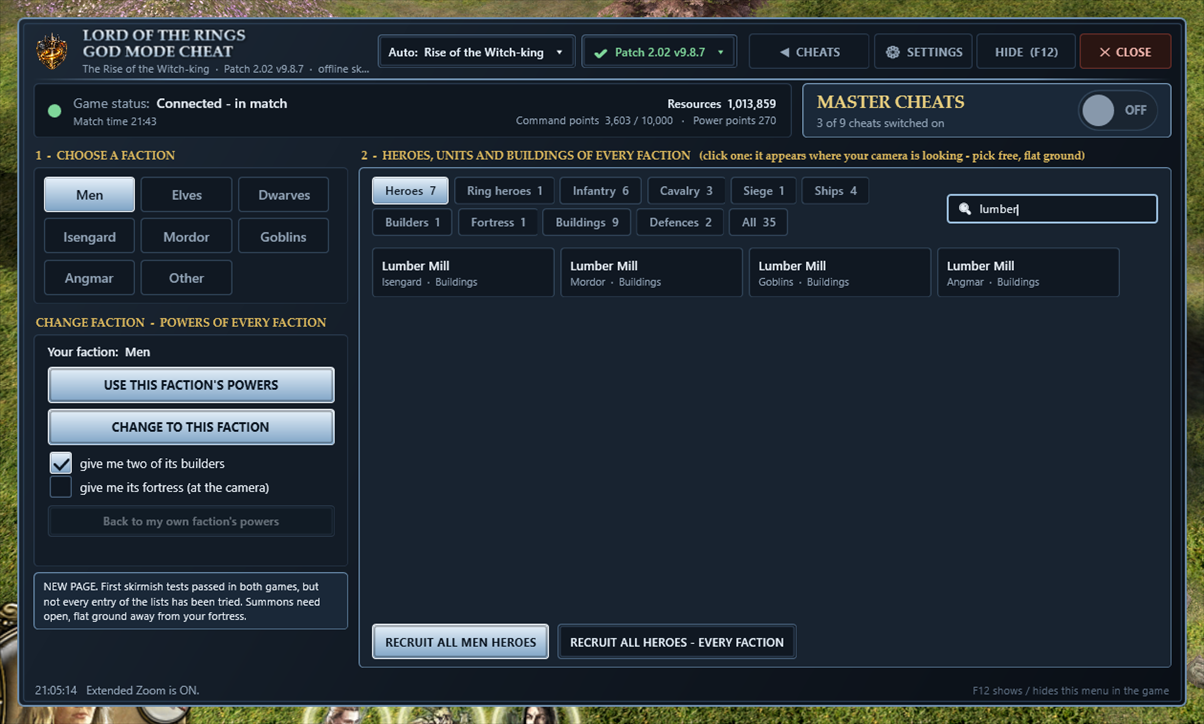 LORD OF THE RINGS
GOD MODE CHEAT
The Rise of the Witch-king · Patch 2.02 v9.8.7 · offline sk...
Auto: Rise of the Witch-king
Patch 2.02 v9.8.7
CHEATS
SETTINGS
HIDE (F12)
CLOSE
Game status: Connected - in match
Match time 21:43
Resources 1,013,859
Command points 3,603 / 10,000 · Power points 270
MASTER CHEATS
3 of 9 cheats switched on
OFF
1 - CHOOSE A FACTION
Men
Elves
Dwarves
Isengard
Mordor
Goblins
Angmar
Other
CHANGE FACTION - POWERS OF EVERY FACTION
Your faction: Men
USE THIS FACTION'S POWERS
CHANGE TO THIS FACTION
give me two of its builders
give me its fortress (at the camera)
Back to my own faction's powers
NEW PAGE. First skirmish tests passed in both games, but
not every entry of the lists has been tried. Summons need
open, flat ground away from your fortress.
2 - HEROES, UNITS AND BUILDINGS OF EVERY FACTION (click one: it appears where your camera is looking - pick free, flat ground)
Heroes 7
Ring heroes 1
Infantry 6
Cavalry 3
Siege 1
Ships 4
Builders 1
Fortress 1
Buildings 9
Defences 2
All 35
lumber
Lumber Mill
Isengard · Buildings
Lumber Mill
Mordor · Buildings
Lumber Mill
Goblins · Buildings
Lumber Mill
Angmar · Buildings
RECRUIT ALL MEN HEROES
RECRUIT ALL HEROES - EVERY FACTION
21:05:14 Extended Zoom is ON.
F12 shows / hides this menu in the game